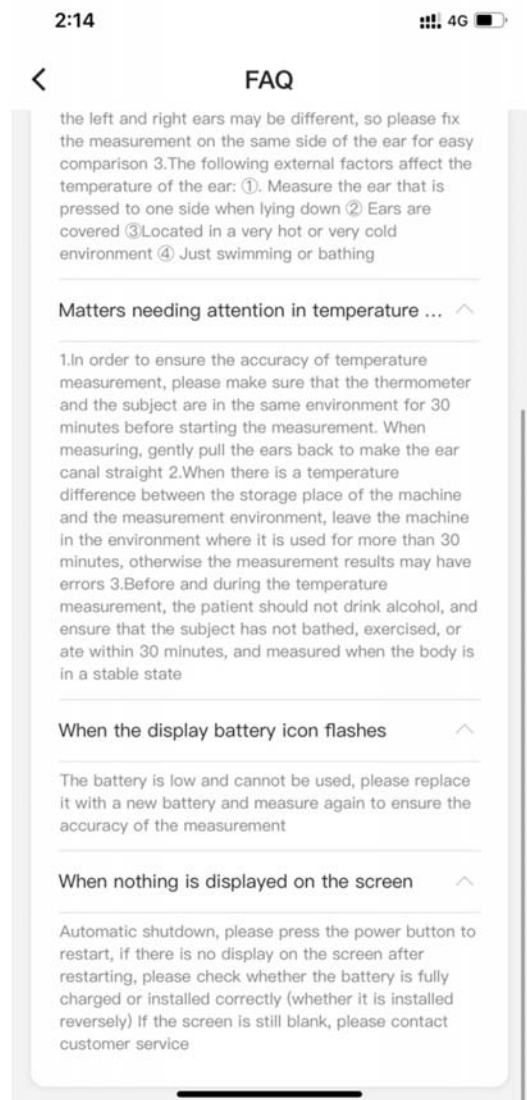 2:14
4G
FAQ
the left and right ears may be different, so please fix
the measurement on the same side of the ear for easy
comparison 3.The following external factors affect the
temperature of the ear: ①. Measure the ear that is
pressed to one side when lying down ② Ears are
covered ③Located in a very hot or very cold
environment ④ Just swimming or bathing
Matters needing attention in temperature ...
1.In order to ensure the accuracy of temperature
measurement, please make sure that the thermometer
and the subject are in the same environment for 30
minutes before starting the measurement. When
measuring, gently pull the ears back to make the ear
canal straight 2.When there is a temperature
difference between the storage place of the machine
and the measurement environment, leave the machine
in the environment where it is used for more than 30
minutes, otherwise the measurement results may have
errors 3.Before and during the temperature
measurement, the patient should not drink alcohol, and
ensure that the subject has not bathed, exercised, or
ate within 30 minutes, and measured when the body is
in a stable state
When the display battery icon flashes
The battery is low and cannot be used, please replace
it with a new battery and measure again to ensure the
accuracy of the measurement
When nothing is displayed on the screen
Automatic shutdown, please press the power button to
restart, if there is no display on the screen after
restarting, please check whether the battery is fully
charged or installed correctly (whether it is installed
reversely) If the screen is still blank, please contact
customer service